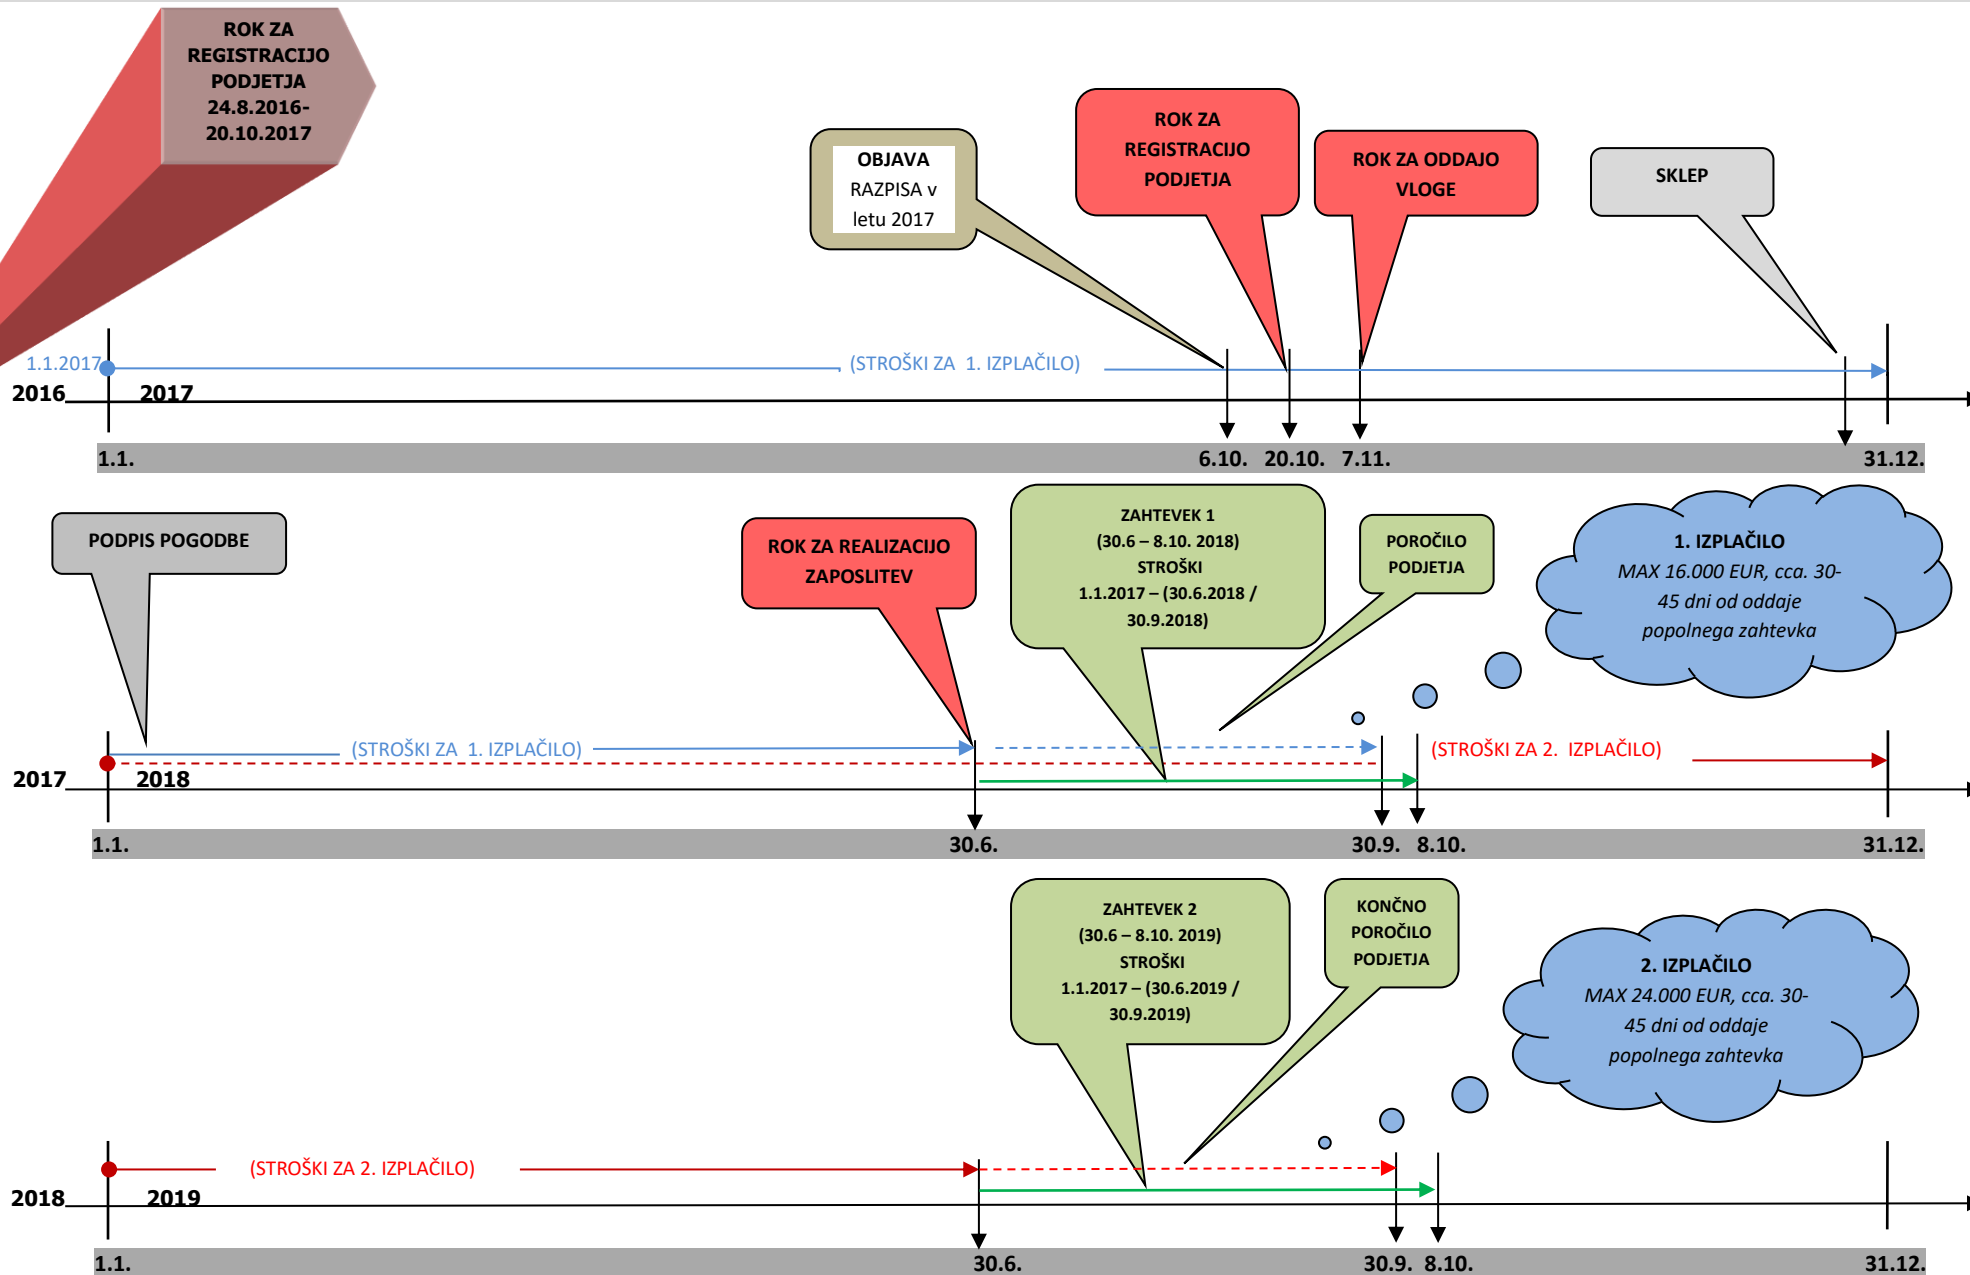 ROK ZA
REGISTRACIJO
PODJETJA
24.8.2016-
20.10.2017
OBJAVA
RAZPISA v
letu 2017
ROK ZA
REGISTRACIJO
PODJETJA
ROK ZA ODDAJO
VLOGE
SKLEP
1.1.2017
(STROŠKI ZA  1. IZPLAČILO)
2016
2017
1.1.
6.10.
20.10.
7.11.
31.12.
PODPIS POGODBE
ROK ZA REALIZACIJO
ZAPOSLITEV
ZAHTEVEK 1
(30.6 – 8.10. 2018)
STROŠKI
1.1.2017 – (30.6.2018 /
30.9.2018)
POROČILO
PODJETJA
1. IZPLAČILO
MAX 16.000 EUR, cca. 30-
45 dni od oddaje
popolnega zahtevka
(STROŠKI ZA  1. IZPLAČILO)
(STROŠKI ZA 2.  IZPLAČILO)
2017
2018
1.1.
30.6.
30.9.
8.10.
31.12.
ZAHTEVEK 2
(30.6 – 8.10. 2019)
STROŠKI
1.1.2017 – (30.6.2019 /
30.9.2019)
KONČNO
POROČILO
PODJETJA
2. IZPLAČILO
MAX 24.000 EUR, cca. 30-
45 dni od oddaje
popolnega zahtevka
(STROŠKI ZA 2. IZPLAČILO)
2018
2019
1.1.
30.6.
30.9.
8.10.
31.12.